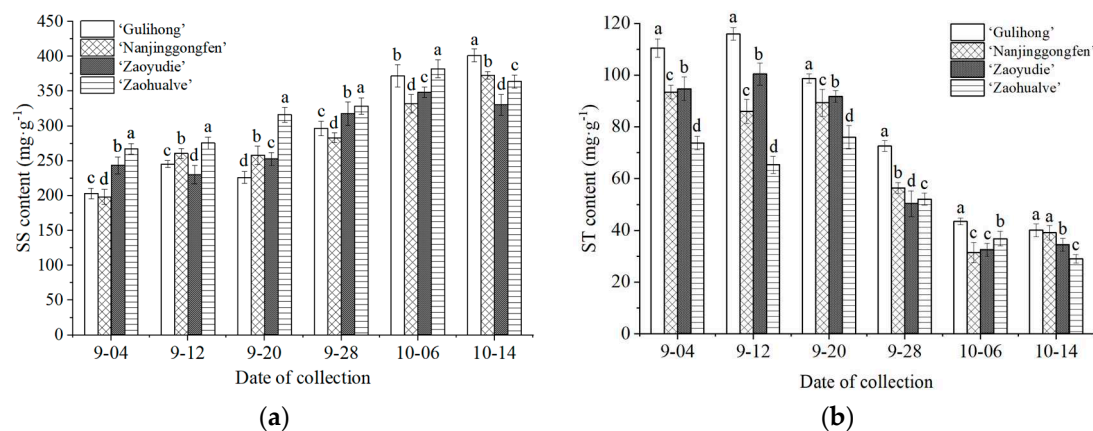 450
400
350
300
250
200
150
100
50
0
SS content (mg·g⁻¹)
‘Gulihong’
‘Nanjinggongfen’
‘Zaoyudie’
‘Zaohualve’
c d b a
c b d a
d b c a
c d b a
b d c a
a b d c
9-04 9-12 9-20 9-28 10-06 10-14
Date of collection
(a)
120
100
80
60
40
20
0
ST content (mg·g⁻¹)
‘Gulihong’
‘Nanjinggongfen’
‘Zaoyudie’
‘Zaohualve’
a c b d
a c b d
a c b d
a b d c
a c c b
a a b c
9-04 9-12 9-20 9-28 10-06 10-14
Date of collection
(b)